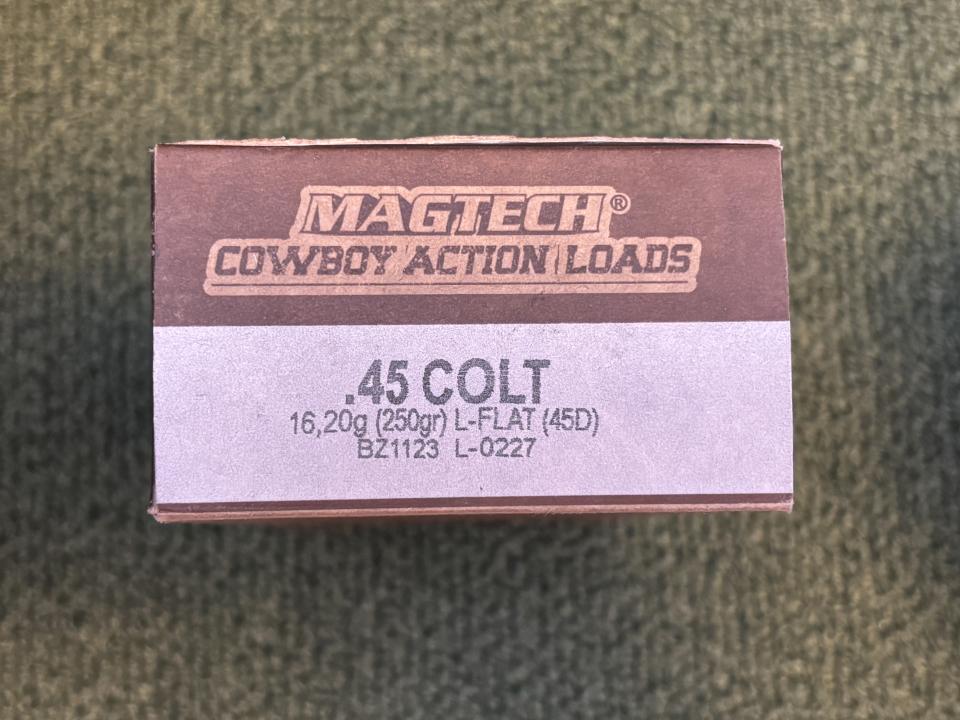 MAGTECH®
COWBOY ACTION LOADS
.45 COLT
16,20g (250gr) L-FLAT (45D)
BZ1123 L-0227